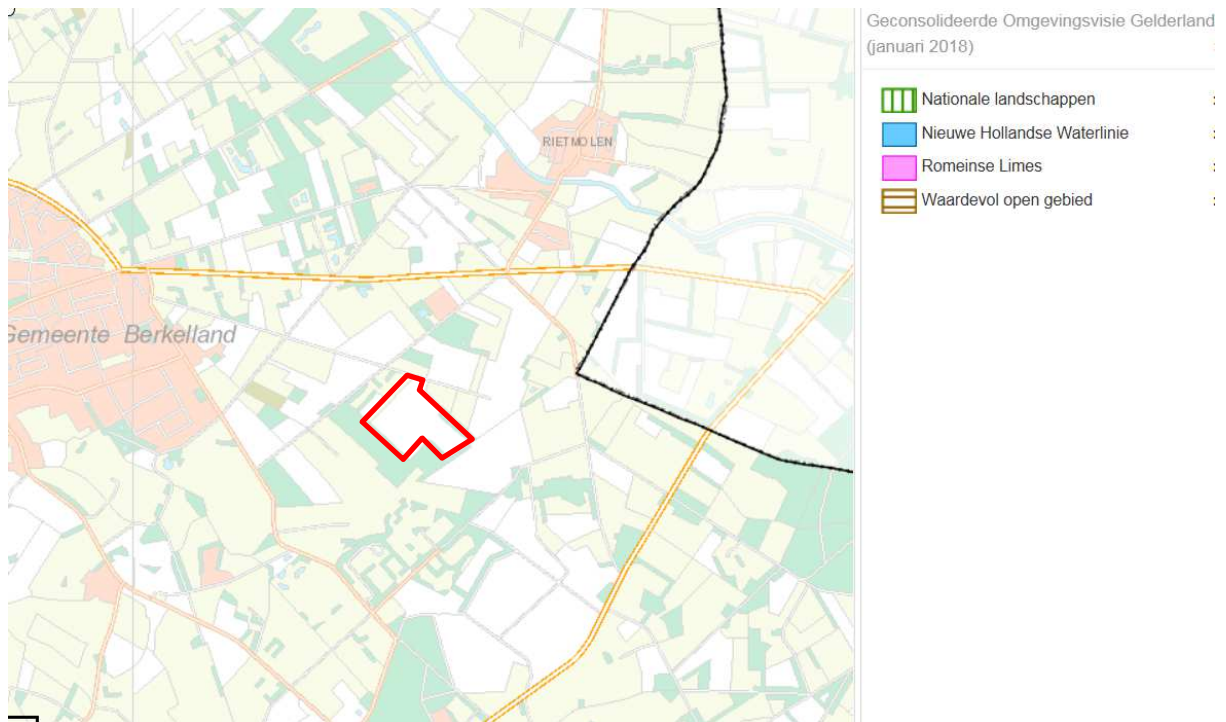 Geconsolideerde Omgevingsvisie Gelderland
(januari 2018)
Nationale landschappen
Nieuwe Hollandse Waterlinie
Romeinse Limes
Waardevol open gebied
RIETMOLEN
Gemeente Berkelland